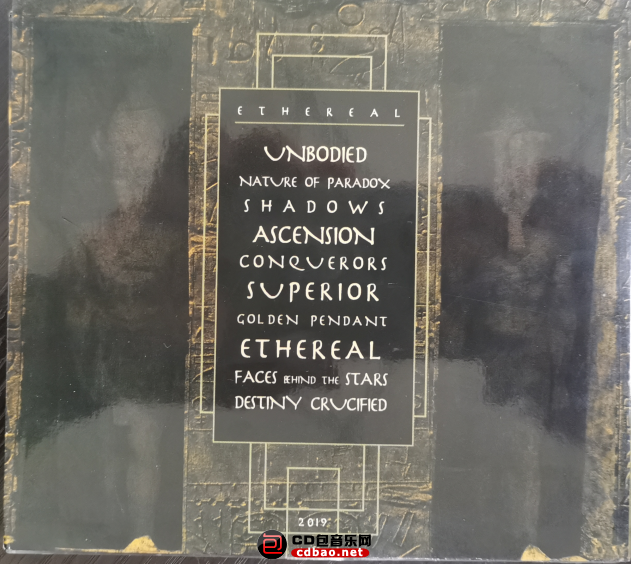 ETHEREAL
UNBODIED
NATURE OF PARADOX
SHADOWS
ASCENSION
CONQUERORS
SUPERIOR
GOLDEN PENDANT
ETHEREAL
FACES BEHIND THE STARS
DESTINY CRUCIFIED
2019
CD包音乐网
cdbao.net